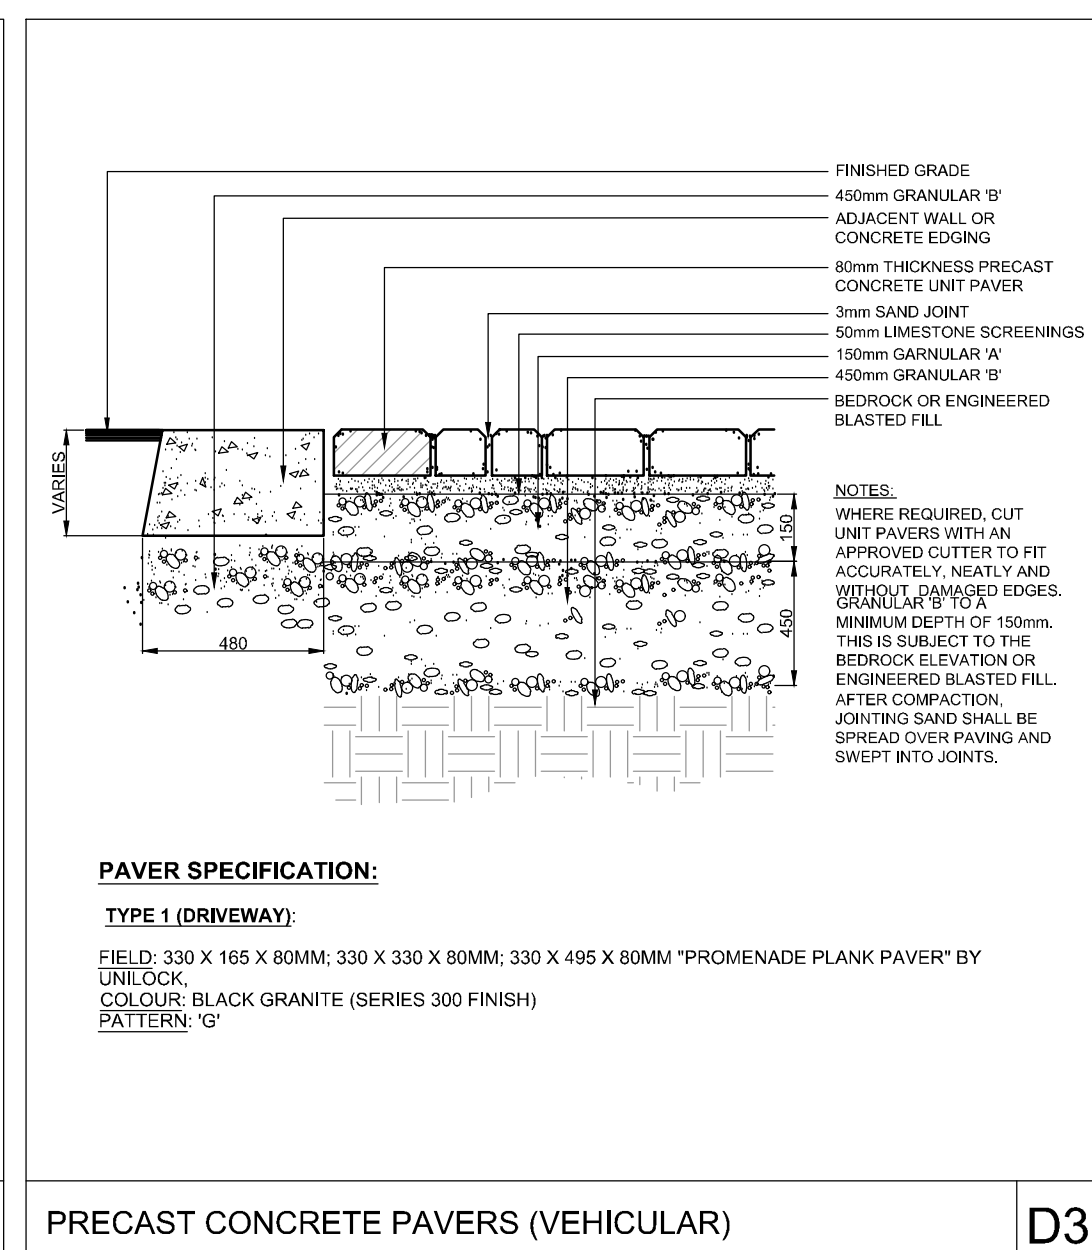 FINISHED GRADE
450mm GRANULAR 'B'
ADJACENT WALL OR
CONCRETE EDGING
80mm THICKNESS PRECAST
CONCRETE UNIT PAVER
3mm SAND JOINT
50mm LIMESTONE SCREENINGS
150mm GARNULAR 'A'
450mm GRANULAR 'B'
BEDROCK OR ENGINEERED
BLASTED FILL
VARIES
480
150
450
NOTES:
WHERE REQUIRED, CUT
UNIT PAVERS WITH AN
APPROVED CUTTER TO FIT
ACCURATELY, NEATLY AND
WITHOUT DAMAGED EDGES.
GRANULAR 'B' TO A
MINIMUM DEPTH OF 150mm.
THIS IS SUBJECT TO THE
BEDROCK ELEVATION OR
ENGINEERED BLASTED FILL.
AFTER COMPACTION,
JOINTING SAND SHALL BE
SPREAD OVER PAVING AND
SWEPT INTO JOINTS.
PAVER SPECIFICATION:
TYPE 1 (DRIVEWAY):
FIELD: 330 X 165 X 80MM; 330 X 330 X 80MM; 330 X 495 X 80MM "PROMENADE PLANK PAVER" BY
UNILOCK,
COLOUR: BLACK GRANITE (SERIES 300 FINISH)
PATTERN: 'G'
PRECAST CONCRETE PAVERS (VEHICULAR)
D3